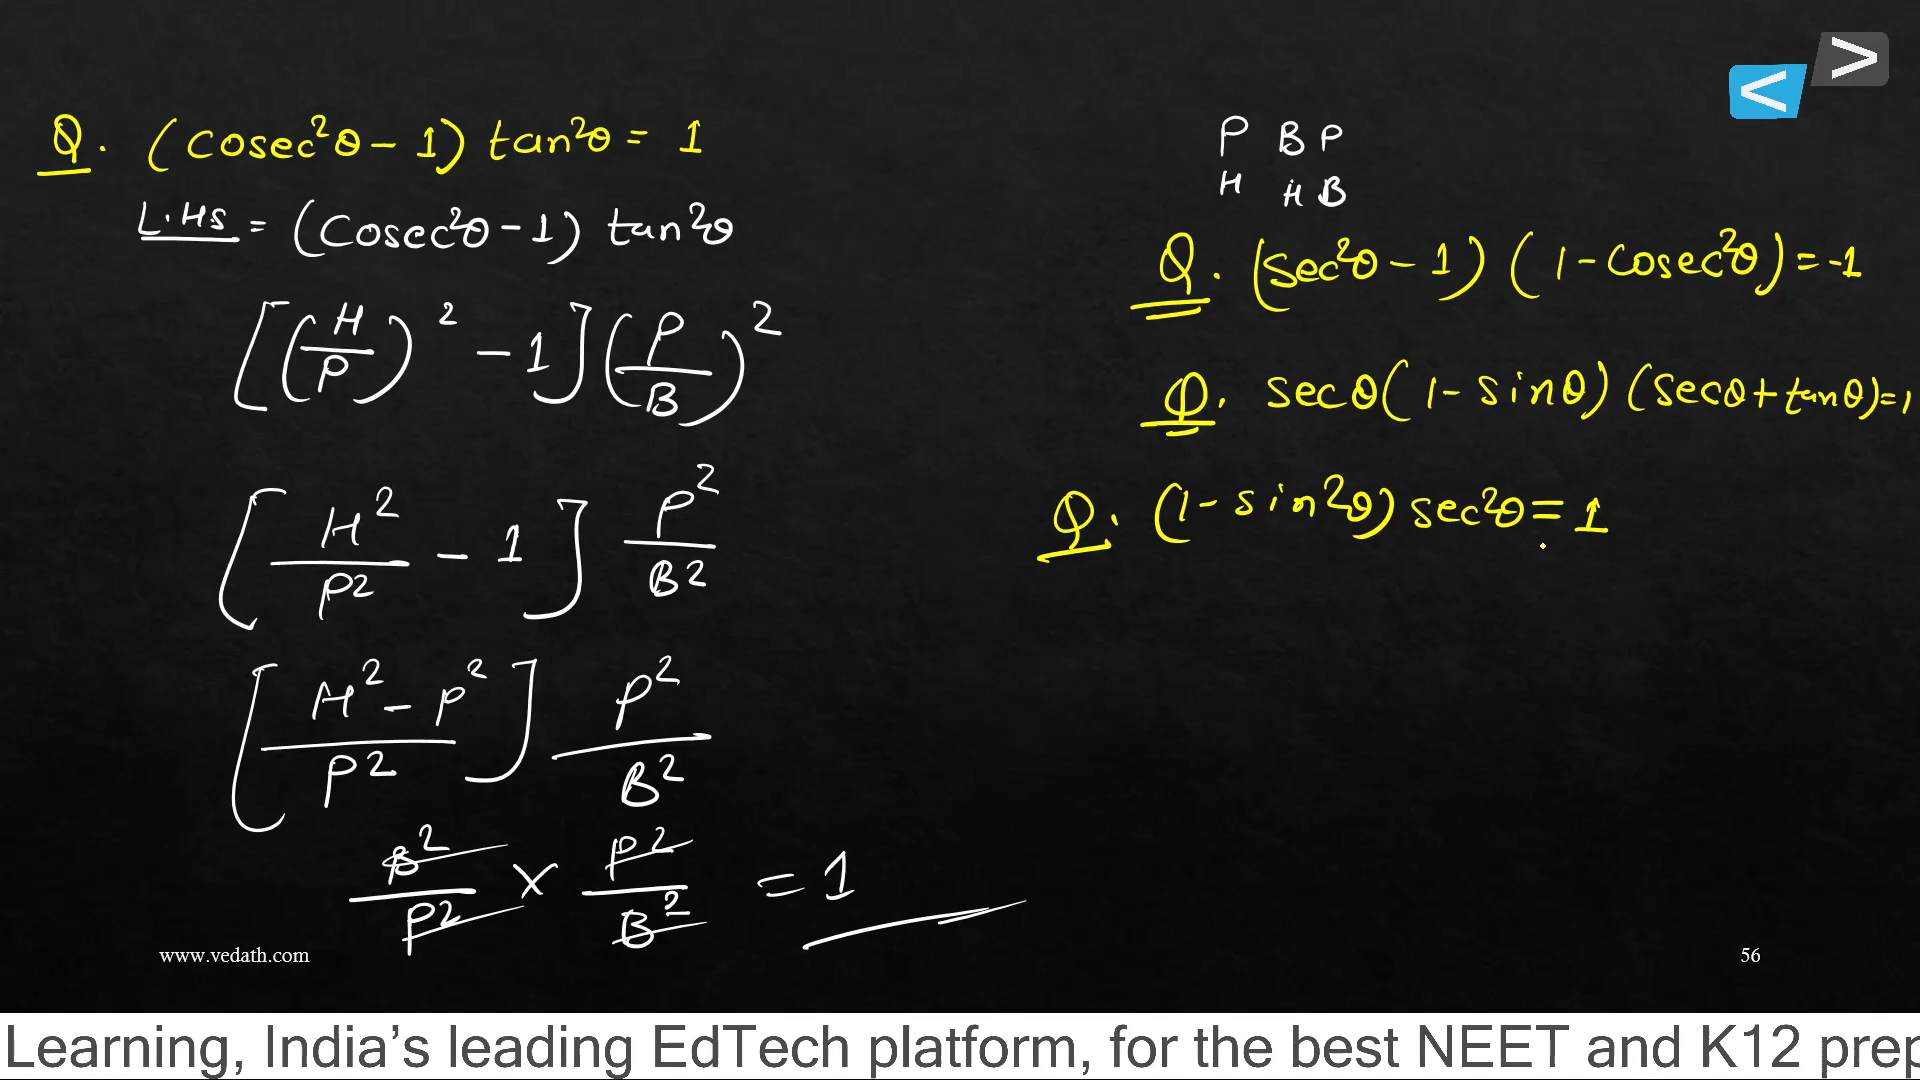 Q. (cosec²θ - 1) tan²θ = 1
L.HS = (Cosec²θ - 1) tan²θ
[(H/P)² - 1] (P/B)²
[H²/P² - 1] P²/B²
[H² - P²/P²] P²/B²
B²/P² × P²/B² = 1
P B P
H H B
Q. (sec²θ - 1) (1 - cosec²θ) = -1
Q. secθ (1 - sinθ) (secθ + tanθ) = 1
Q. (1 - sin²θ) sec²θ = 1
< >
www.vedath.com
56
Learning, India’s leading EdTech platform, for the best NEET and K12 prep